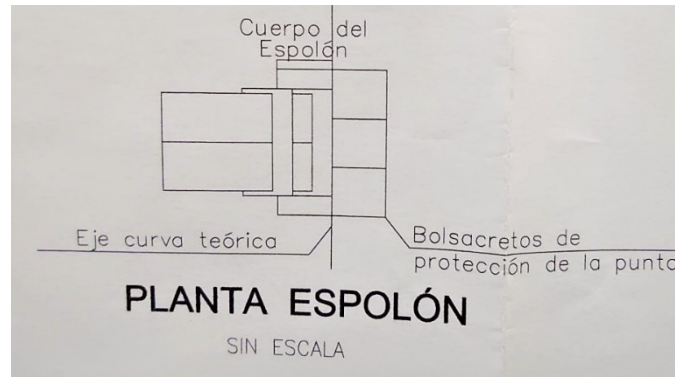 Cuerpo del
Espolón
Eje curva teórica
Bolsacretos de
protección de la punta
PLANTA ESPOLÓN
SIN ESCALA